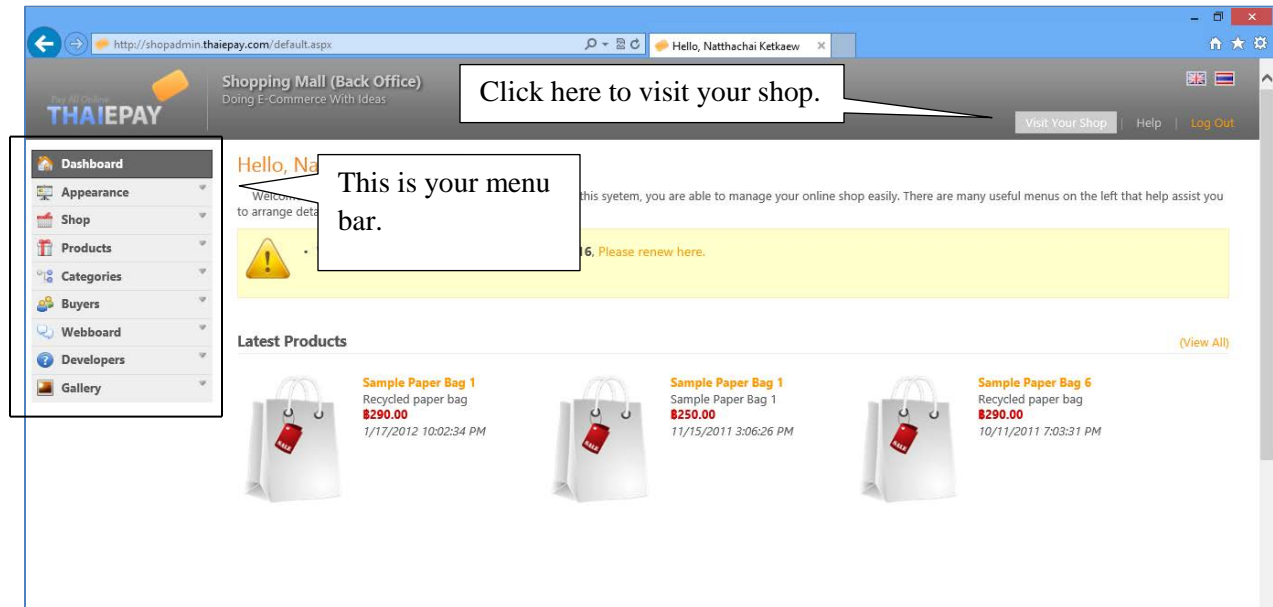 http://shopadmin.thaiepay.com/default.aspx
Hello, Natthachai Ketkaew
Pay All Online
THAIEPAY
Shopping Mall (Back Office)
Doing E-Commerce With Ideas
Click here to visit your shop.
Visit Your Shop | Help | Log Out
Dashboard
Appearance
Shop
Products
Categories
Buyers
Webboard
Developers
Gallery
Hello, Na
This is your menu
bar.
Welcome
this syetem, you are able to manage your online shop easily. There are many useful menus on the left that help assist you
to arrange deta
16, Please renew here.
Latest Products
(View All)
Sample Paper Bag 1
Recycled paper bag
฿290.00
1/17/2012 10:02:34 PM
Sample Paper Bag 1
Sample Paper Bag 1
฿250.00
11/15/2011 3:06:26 PM
Sample Paper Bag 6
Recycled paper bag
฿290.00
10/11/2011 7:03:31 PM
SALE
SALE
SALE